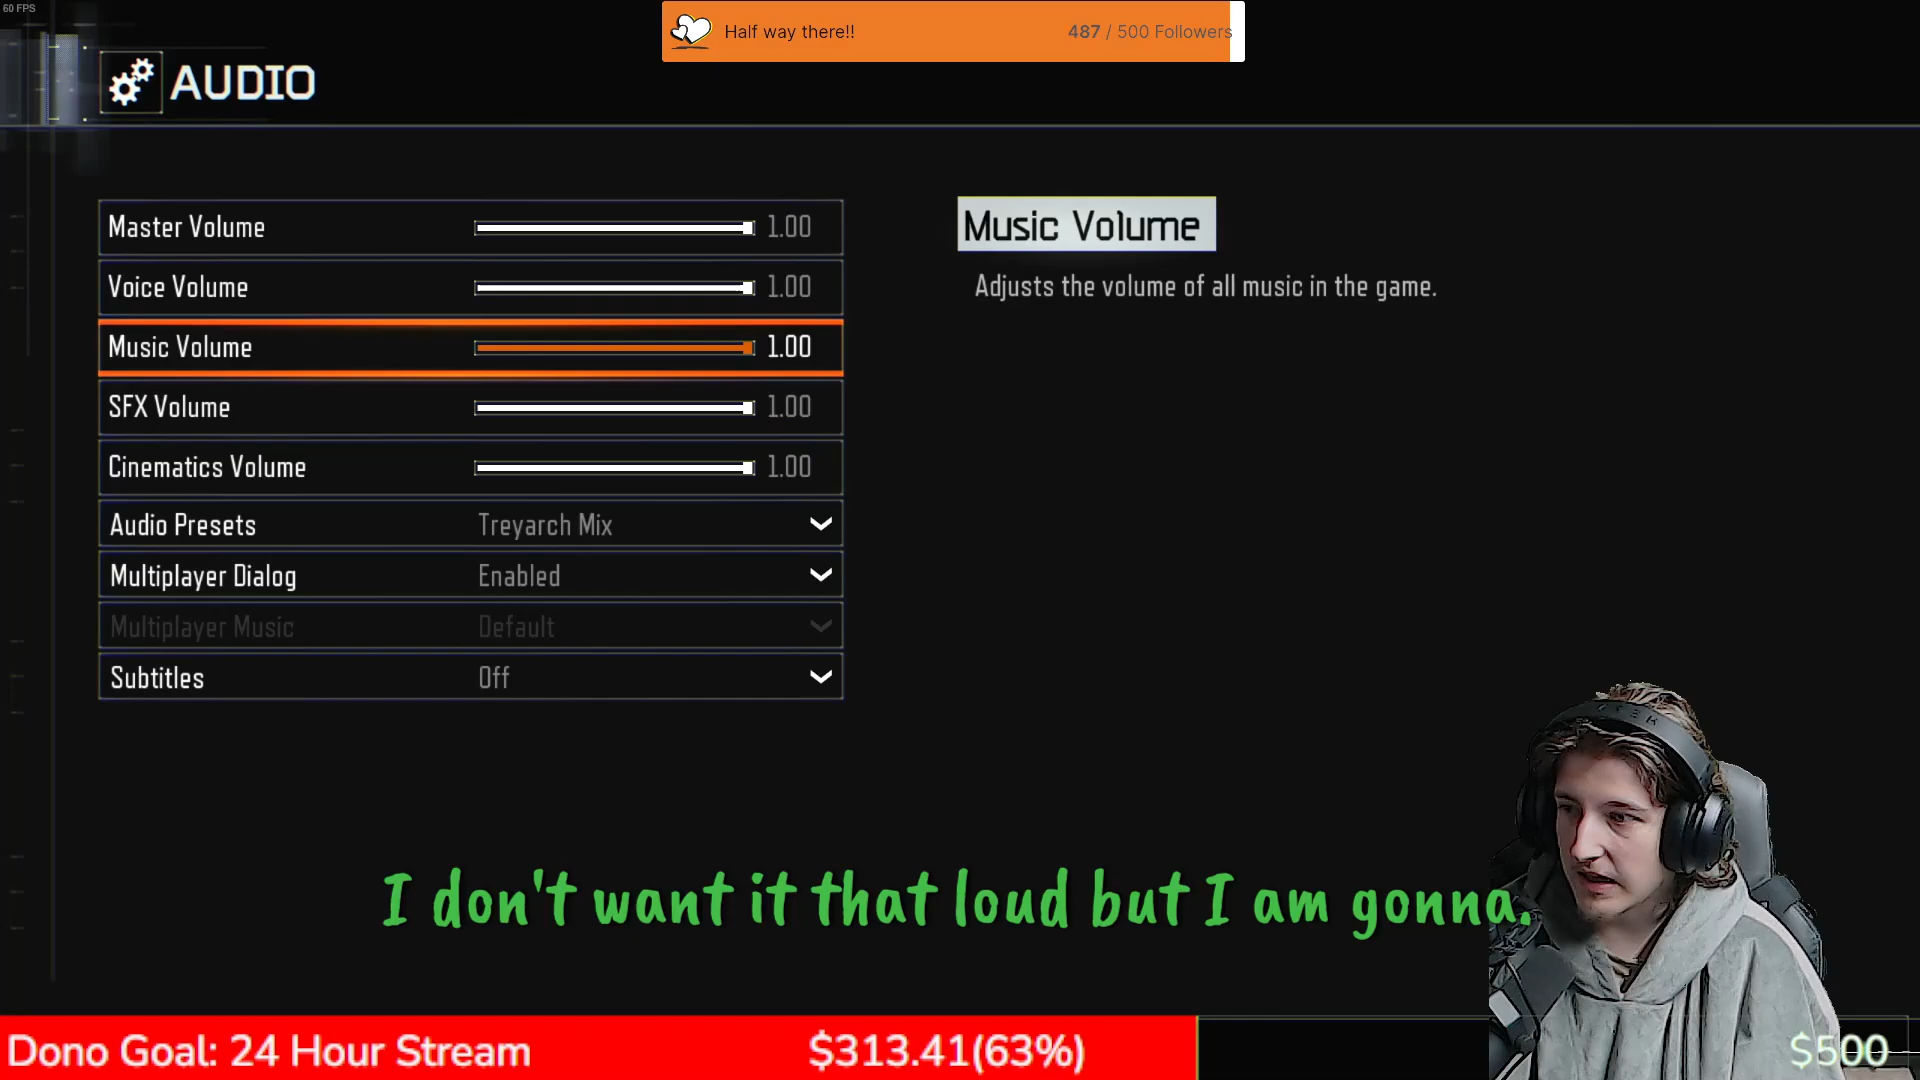 60 FPS
Half way there!! 487 / 500 Followers
AUDIO
Master Volume 1.00
Music Volume
Voice Volume 1.00
Adjusts the volume of all music in the game.
Music Volume 1.00
SFX Volume 1.00
Cinematics Volume 1.00
Audio Presets Treyarch Mix
Multiplayer Dialog Enabled
Multiplayer Music Default
Subtitles Off
I don't want it that loud but I am gonna.
Dono Goal: 24 Hour Stream $313.41(63%) $500